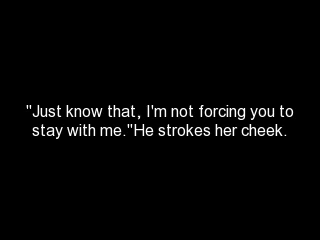 "Just know that, I'm not forcing you to
stay with me."He strokes her cheek.